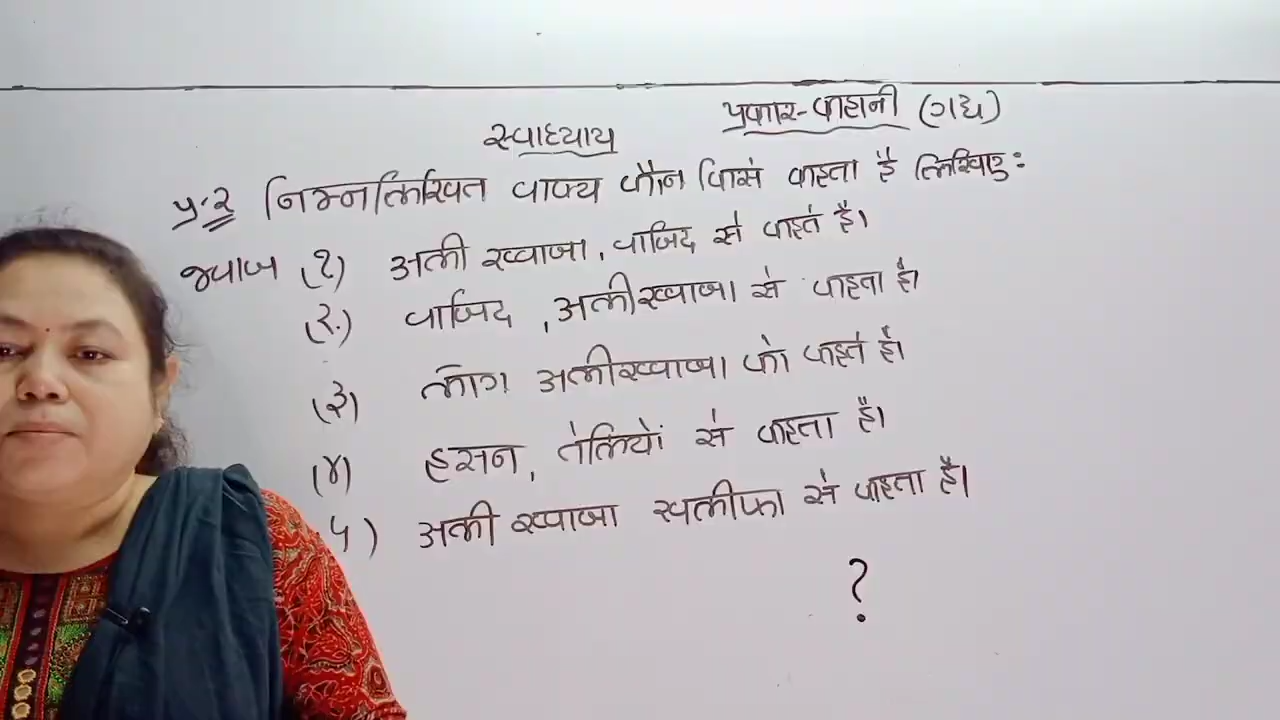 प्रकार-कहानी (गद्य)
स्वाध्याय
प्र.२ निम्नलिखित वाक्य कौन किसे कहता है लिखिए:
जवाब (१) अली ख्वाजा, वाजिद से कहते है।
(२.) वाजिद, अलीख्वाजा से कहता है।
(३) लोग अलीख्वाजा को कहते है।
(४) हसन, तेलियों से कहता है।
५) अली ख्वाजा खलीफा से कहता है।
?